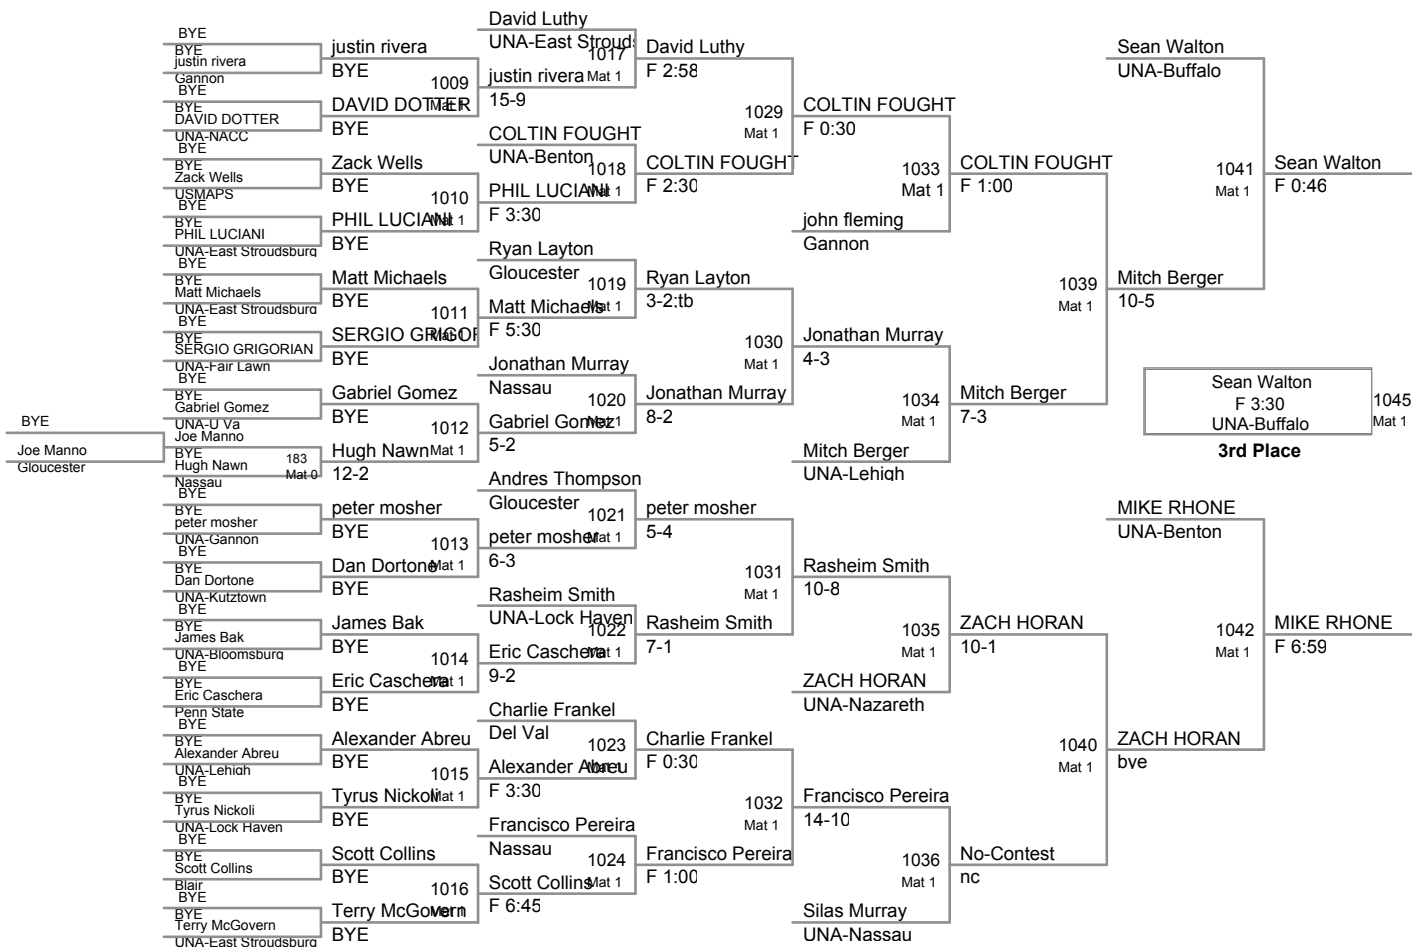 BYE
Joe Manno
Gloucester
BYE
BYE
justin rivera
Gannon
BYE
BYE
DAVID DOTTER
UNA-NACC
BYE
BYE
Zack Wells
USMAPS
BYE
BYE
PHIL LUCIANI
UNA-East Stroudsburg
BYE
BYE
Matt Michaels
UNA-East Stroudsburg
BYE
BYE
SERGIO GRIGORIAN
UNA-Fair Lawn
BYE
BYE
Gabriel Gomez
UNA-U Va
Joe Manno
BYE
Hugh Nawn
Nassau
183
Mat 0
BYE
BYE
peter mosher
UNA-Gannon
BYE
BYE
Dan Dortone
UNA-Kutztown
BYE
BYE
James Bak
UNA-Bloomsburg
BYE
BYE
Eric Caschera
Penn State
BYE
BYE
Alexander Abreu
UNA-Lehigh
BYE
BYE
Tyrus Nickoli
UNA-Lock Haven
BYE
BYE
Scott Collins
Blair
BYE
BYE
Terry McGovern
UNA-East Stroudsburg
justin rivera
BYE
1009
Mat 1
DAVID DOTTER
BYE
Zack Wells
BYE
1010
Mat 1
PHIL LUCIANI
BYE
Matt Michaels
BYE
1011
Mat 1
SERGIO GRIGOR
BYE
Gabriel Gomez
BYE
1012
Mat 1
Hugh Nawn
12-2
peter mosher
BYE
1013
Mat 1
Dan Dortone
BYE
James Bak
BYE
1014
Mat 1
Eric Caschera
BYE
Alexander Abreu
BYE
1015
Mat 1
Tyrus Nickoli
BYE
Scott Collins
BYE
1016
Mat 1
Terry McGovern
BYE
David Luthy
UNA-East Strouds
1017
Mat 1
justin rivera
15-9
COLTIN FOUGHT
UNA-Benton
1018
Mat 1
PHIL LUCIANI
F 3:30
Ryan Layton
Gloucester
1019
Mat 1
Matt Michaels
F 5:30
Jonathan Murray
Nassau
1020
Mat 1
Gabriel Gomez
5-2
Andres Thompson
Gloucester
1021
Mat 1
peter mosher
6-3
Rasheim Smith
UNA-Lock Haven
1022
Mat 1
Eric Caschera
9-2
Charlie Frankel
Del Val
1023
Mat 1
Alexander Abreu
F 3:30
Francisco Pereira
Nassau
1024
Mat 1
Scott Collins
F 6:45
David Luthy
F 2:58
1029
Mat 1
COLTIN FOUGHT
F 2:30
Ryan Layton
3-2;tb
1030
Mat 1
Jonathan Murray
8-2
peter mosher
5-4
1031
Mat 1
Rasheim Smith
7-1
Charlie Frankel
F 0:30
1032
Mat 1
Francisco Pereira
F 1:00
COLTIN FOUGHT
F 0:30
1033
Mat 1
john fleming
Gannon
Jonathan Murray
4-3
1034
Mat 1
Mitch Berger
UNA-Lehigh
Rasheim Smith
10-8
1035
Mat 1
ZACH HORAN
UNA-Nazareth
Francisco Pereira
14-10
1036
Mat 1
Silas Murray
UNA-Nassau
COLTIN FOUGHT
F 1:00
1039
Mat 1
Mitch Berger
7-3
ZACH HORAN
10-1
1040
Mat 1
No-Contest
nc
Sean Walton
UNA-Buffalo
1041
Mat 1
Mitch Berger
10-5
MIKE RHONE
UNA-Benton
1042
Mat 1
ZACH HORAN
bye
Sean Walton
F 0:46
Sean Walton
F 3:30
UNA-Buffalo
1045
Mat 1
3rd Place
MIKE RHONE
F 6:59